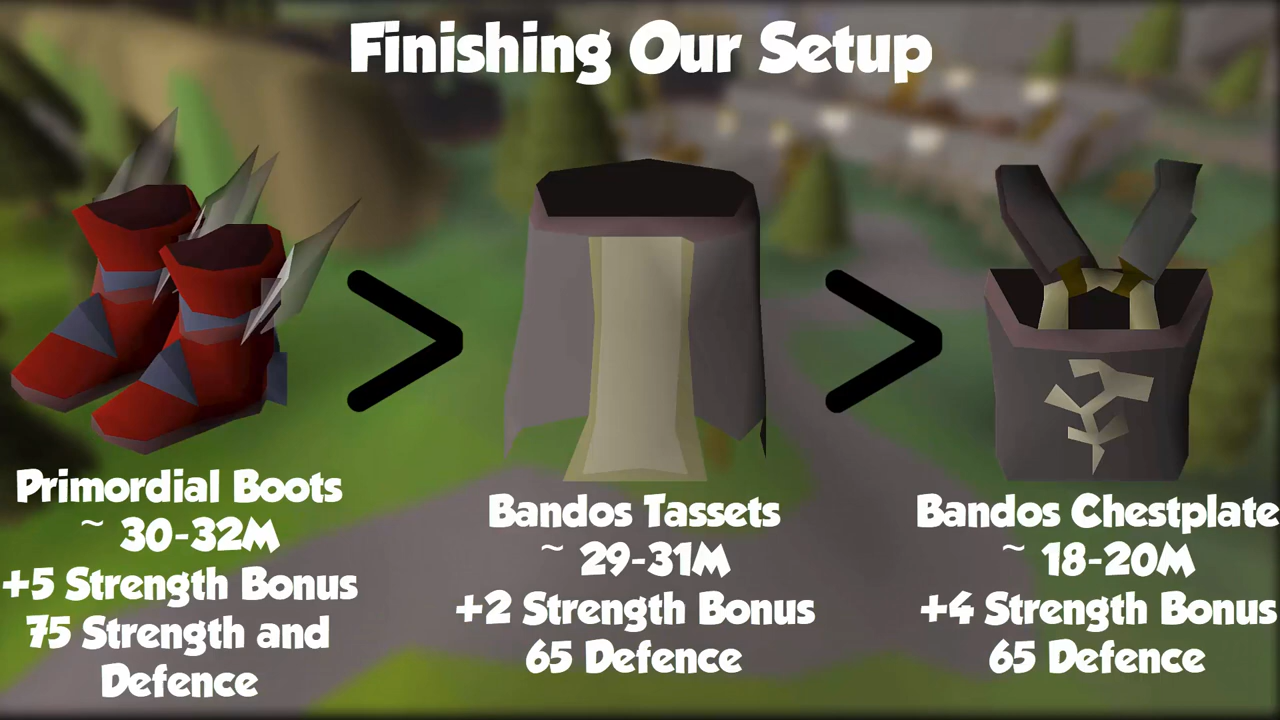 Finishing Our Setup
>
>
Primordial Boots
~ 30-32M
+5 Strength Bonus
75 Strength and
Defence
Bandos Tassets
~ 29-31M
+2 Strength Bonus
65 Defence
Bandos Chestplate
~ 18-20M
+4 Strength Bonus
65 Defence